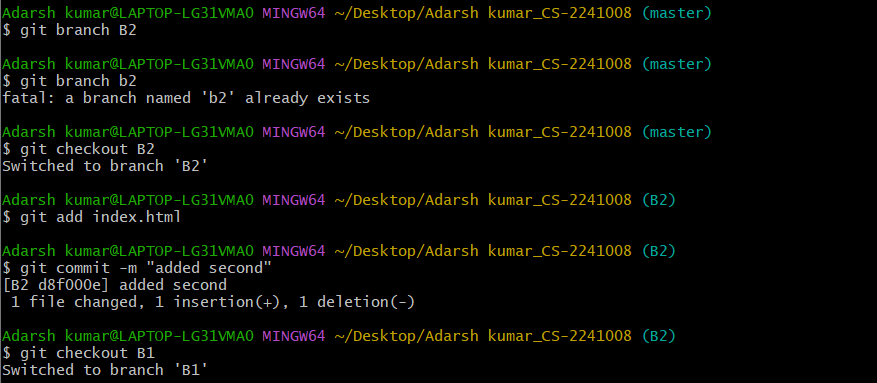 Adarsh kumar@LAPTOP-LG31VMA0 MINGW64 ~/Desktop/Adarsh kumar_CS-2241008 (master)
$ git branch B2
Adarsh kumar@LAPTOP-LG31VMA0 MINGW64 ~/Desktop/Adarsh kumar_CS-2241008 (master)
$ git branch b2
fatal: a branch named 'b2' already exists
Adarsh kumar@LAPTOP-LG31VMA0 MINGW64 ~/Desktop/Adarsh kumar_CS-2241008 (master)
$ git checkout B2
Switched to branch 'B2'
Adarsh kumar@LAPTOP-LG31VMA0 MINGW64 ~/Desktop/Adarsh kumar_CS-2241008 (B2)
$ git add index.html
Adarsh kumar@LAPTOP-LG31VMA0 MINGW64 ~/Desktop/Adarsh kumar_CS-2241008 (B2)
$ git commit -m "added second"
[B2 d8f000e] added second
 1 file changed, 1 insertion(+), 1 deletion(-)
Adarsh kumar@LAPTOP-LG31VMA0 MINGW64 ~/Desktop/Adarsh kumar_CS-2241008 (B2)
$ git checkout B1
Switched to branch 'B1'